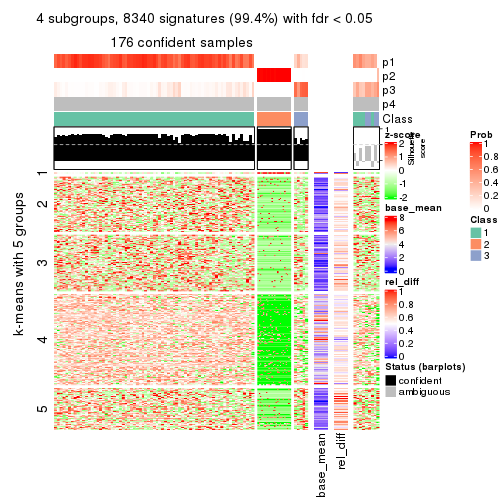 4 subgroups, 8340 signatures (99.4%) with fdr < 0.05
176 confident samples
p1
p2
p3
p4
Class
1
Silhouette score
k-means with 5 groups
1
2
3
4
5
base_mean
rel_diff
z-score
2
1
0
-1
-2
base_mean
8
6
4
2
0
rel_diff
1
0.8
0.6
0.4
0.2
0
Status (barplots)
confident
ambiguous
Prob
1
0.8
0.6
0.4
0.2
0
Class
1
2
3